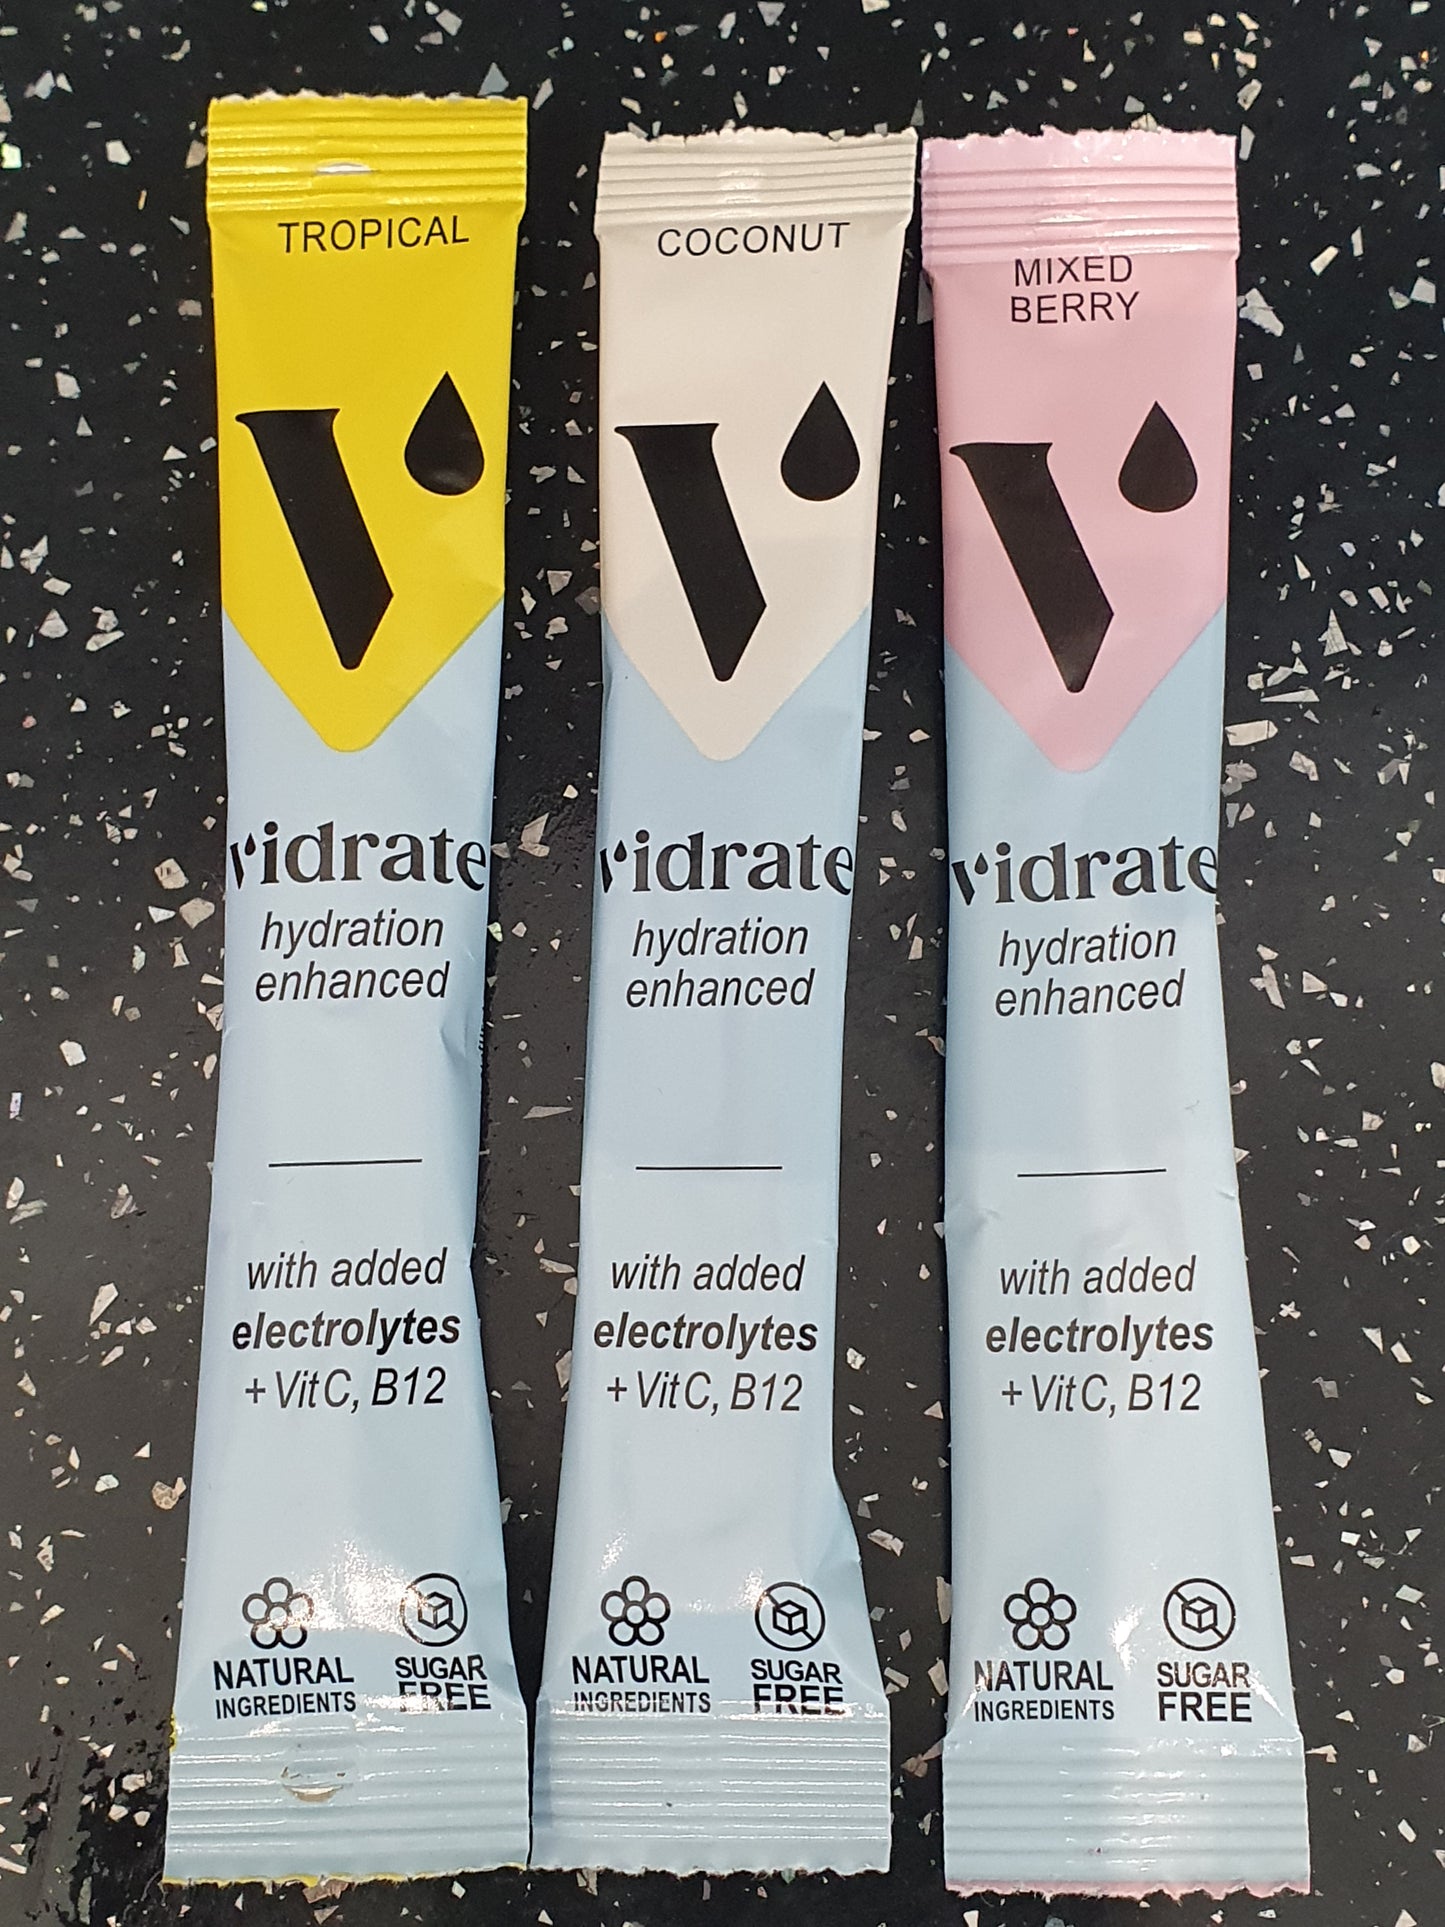 TROPICAL
vidrate
hydration
enhanced
with added
electrolytes
+ Vit C, B12
NATURAL
INGREDIENTS
SUGAR
FREE
COCONUT
vidrate
hydration
enhanced
with added
electrolytes
+ Vit C, B12
NATURAL
INGREDIENTS
SUGAR
FREE
MIXED
BERRY
vidrate
hydration
enhanced
with added
electrolytes
+ Vit C, B12
NATURAL
INGREDIENTS
SUGAR
FREE